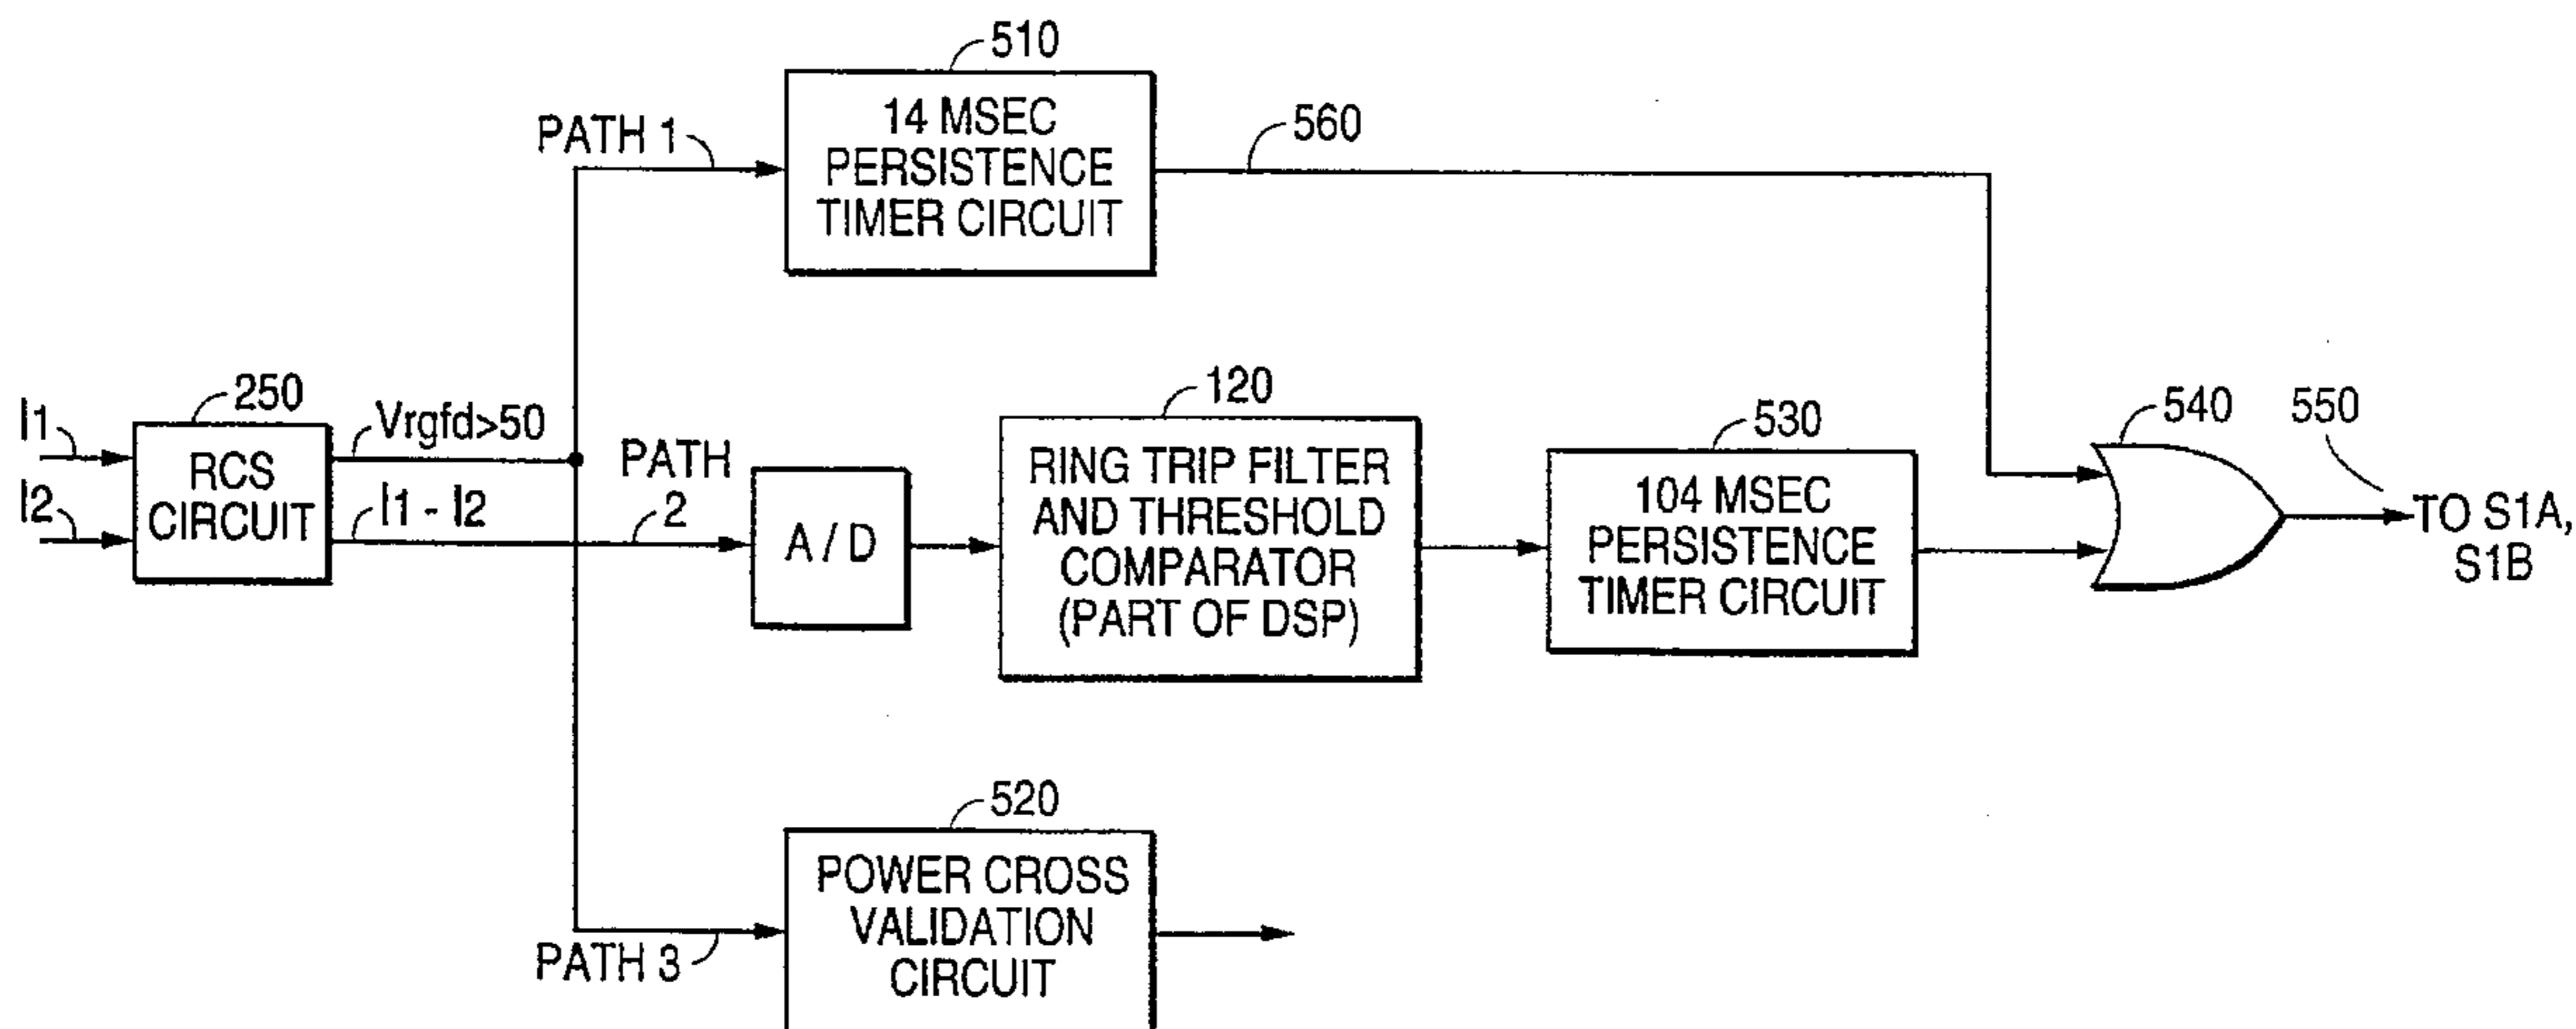 510
14 MSEC
PERSISTENCE
TIMER CIRCUIT
PATH 1
560
I1
I2
250
RCS
CIRCUIT
Vrgfd>50
I1 - I2
PATH
2
A / D
120
RING TRIP FILTER
AND THRESHOLD
COMPARATOR
(PART OF DSP)
530
104 MSEC
PERSISTENCE
TIMER CIRCUIT
540
550
TO S1A,
S1B
520
POWER CROSS
VALIDATION
CIRCUIT
PATH 3